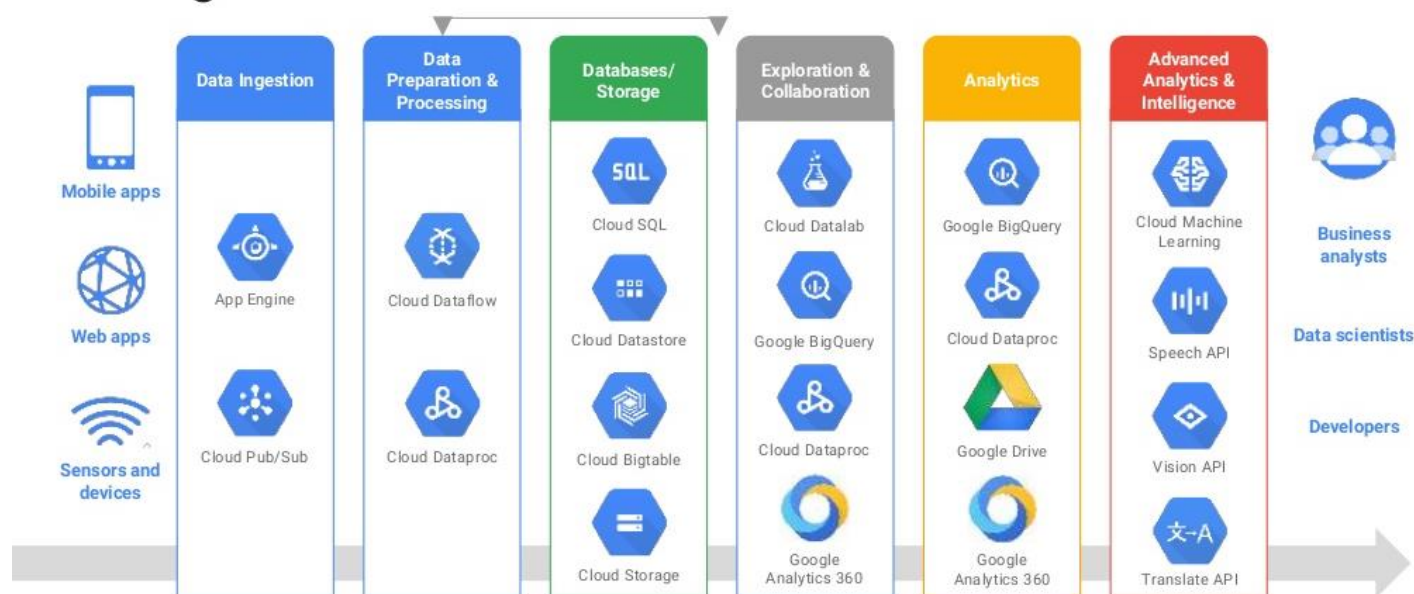 Mobile apps
Web apps
Sensors and
devices
Data Ingestion
App Engine
Cloud Pub/Sub
Data
Preparation &
Processing
Cloud Dataflow
Cloud Dataproc
Databases/
Storage
SQL
Cloud SQL
Cloud Datastore
Cloud Bigtable
Cloud Storage
Exploration &
Collaboration
Cloud Datalab
Google BigQuery
Cloud Dataproc
Google
Analytics 360
Analytics
Google BigQuery
Cloud Dataproc
Google Drive
Google
Analytics 360
Advanced
Analytics &
Intelligence
Cloud Machine
Learning
Speech API
Vision API
文→A
Translate API
Business
analysts
Data scientists
Developers